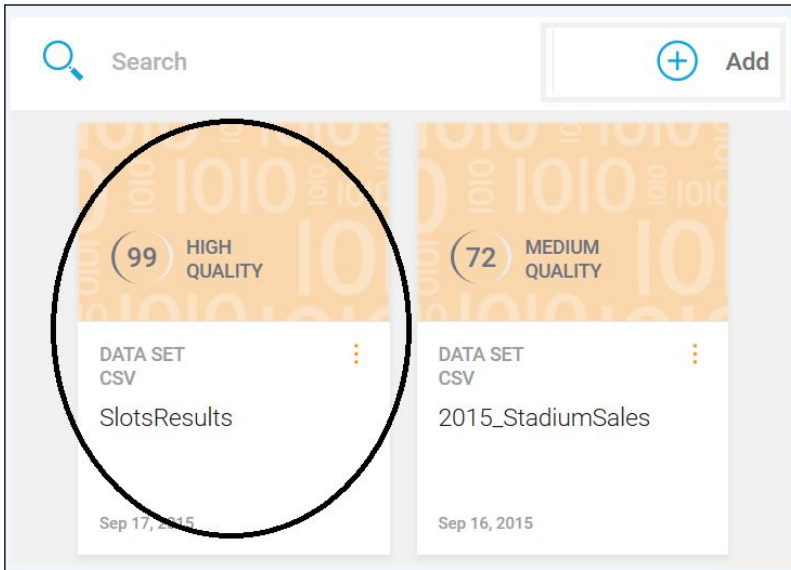 Search
Add
99
HIGH
QUALITY
DATA SET
CSV
SlotsResults
Sep 17, 2015
72
MEDIUM
QUALITY
DATA SET
CSV
2015_StadiumSales
Sep 16, 2015